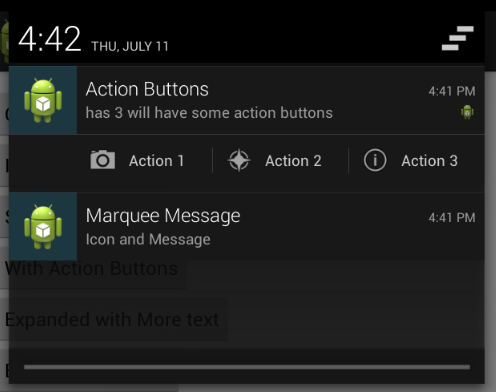 4:42 THU, JULY 11
Action Buttons 4:41 PM
has 3 will have some action buttons
Action 1 Action 2 Action 3
Marquee Message 4:41 PM
Icon and Message
With Action Buttons
Expanded with More text